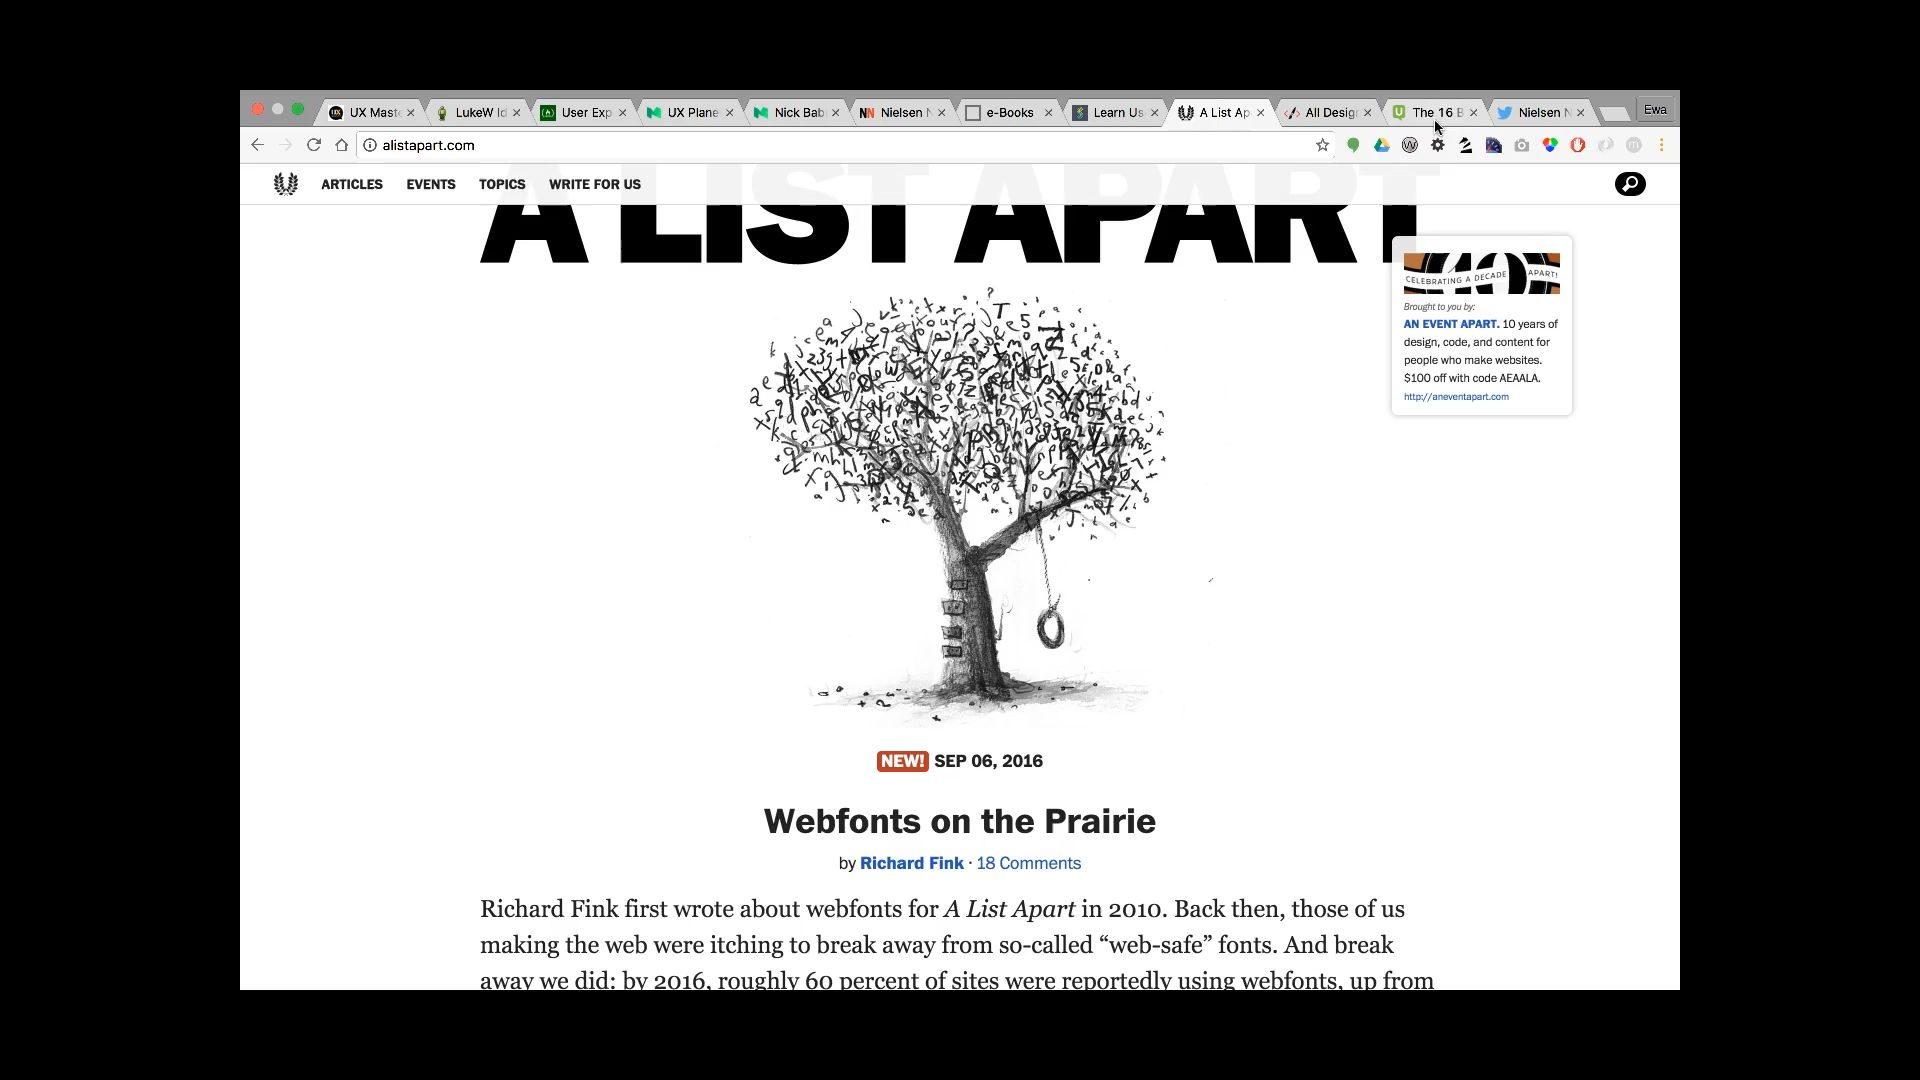 UX Mast
LukeW Id
User Exp
UX Plane
Nick Bab
Nielsen N
e-Books
Learn Us
A List Ap
All Desig
The 16 B
Nielsen N
Ewa
alistapart.com
ARTICLES EVENTS TOPICS WRITE FOR US
A LIST APART
10
CELEBRATING A DECADE APART!
Brought to you by:
AN EVENT APART. 10 years of
design, code, and content for
people who make websites.
$100 off with code AEAALA.
http://aneventapart.com
NEW! SEP 06, 2016
Webfonts on the Prairie
by Richard Fink · 18 Comments
Richard Fink first wrote about webfonts for A List Apart in 2010. Back then, those of us
making the web were itching to break away from so-called “web-safe” fonts. And break
away we did: by 2016, roughly 60 percent of sites were reportedly using webfonts, up from